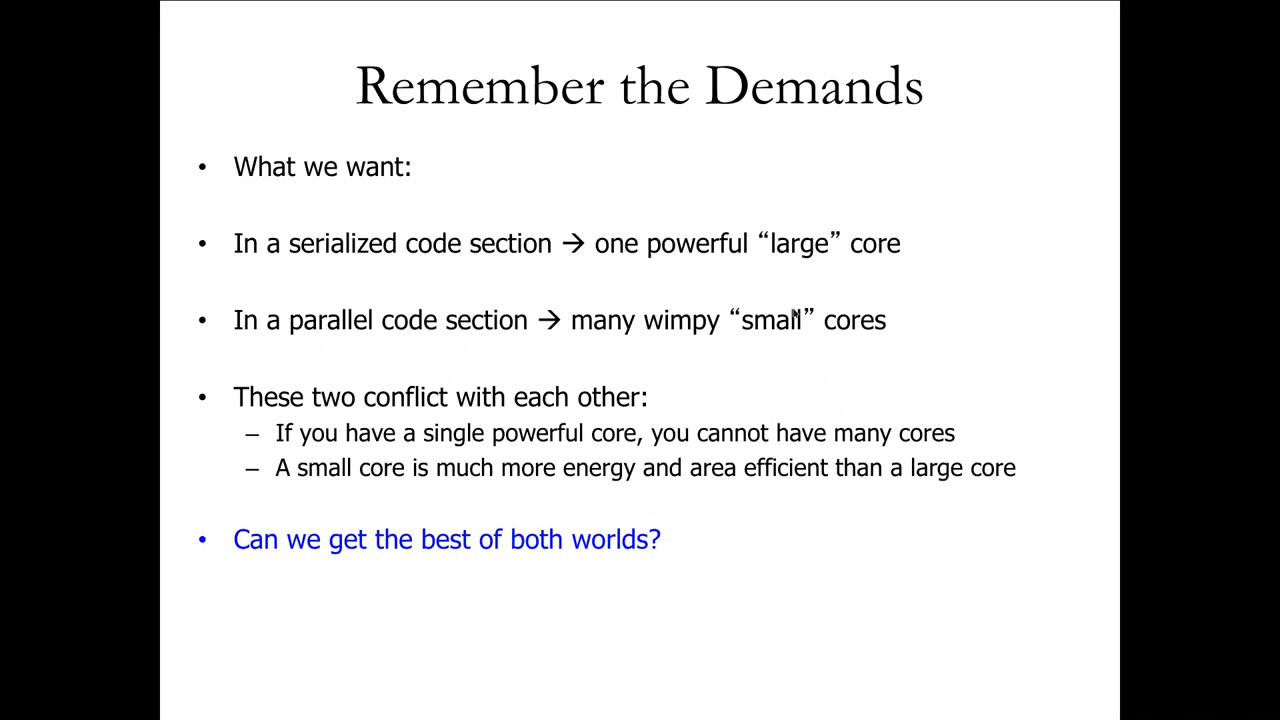 Remember the Demands
• What we want:
• In a serialized code section → one powerful “large” core
• In a parallel code section → many wimpy “small” cores
• These two conflict with each other:
– If you have a single powerful core, you cannot have many cores
– A small core is much more energy and area efficient than a large core
• Can we get the best of both worlds?